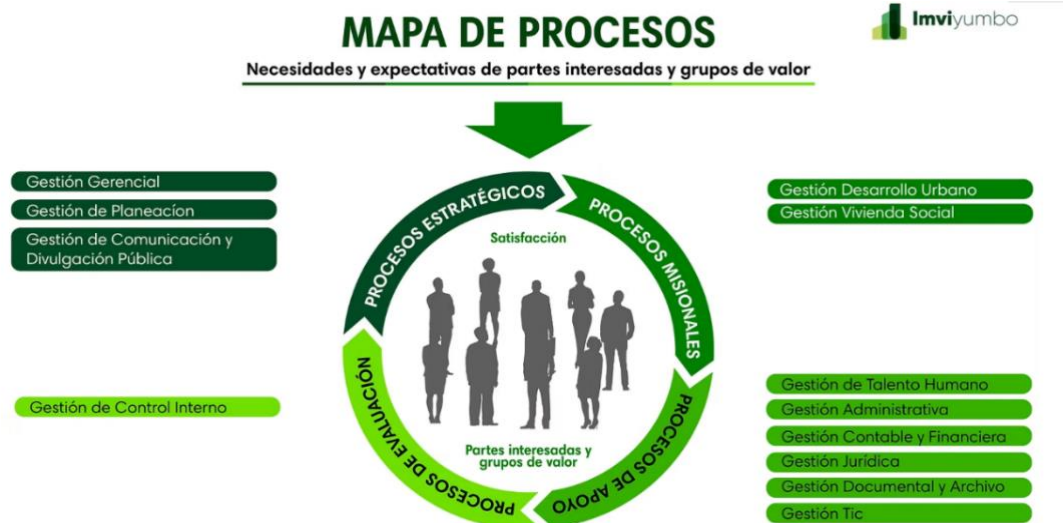 MAPA DE PROCESOS
Imviyumbo
Necesidades y expectativas de partes interesadas y grupos de valor
Gestión Gerencial
Gestión de Planeacíon
Gestión de Comunicación y
Divulgación Pública
PROCESOS ESTRATÉGICOS
PROCESOS MISIONALES
Satisfacción
Gestión Desarrollo Urbano
Gestión Vivienda Social
Gestión de Control Interno
PROCESOS DE EVALUACIÓN
PROCESOS DE APOYO
Partes interesadas y
grupos de valor
Gestión de Talento Humano
Gestión Administrativa
Gestión Contable y Financiera
Gestión Jurídica
Gestión Documental y Archivo
Gestión Tic